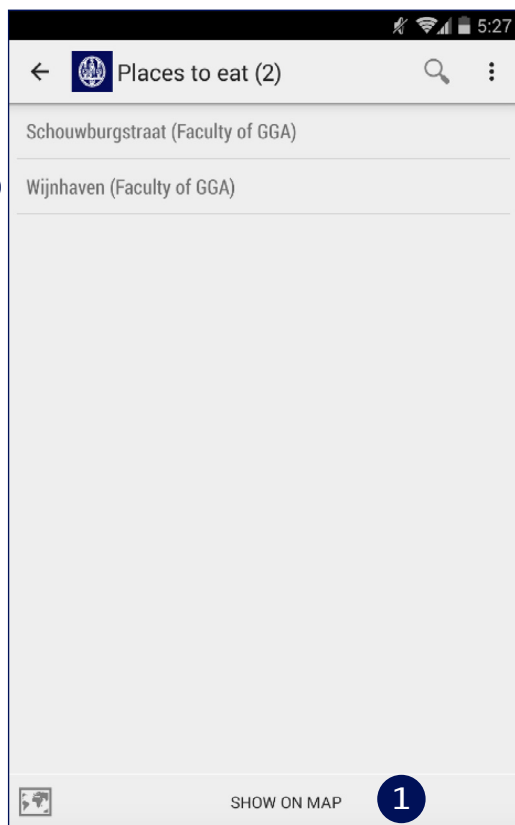 5:27
Places to eat (2)
Schouwburgstraat (Faculty of GGA)
Wijnhaven (Faculty of GGA)
SHOW ON MAP 1